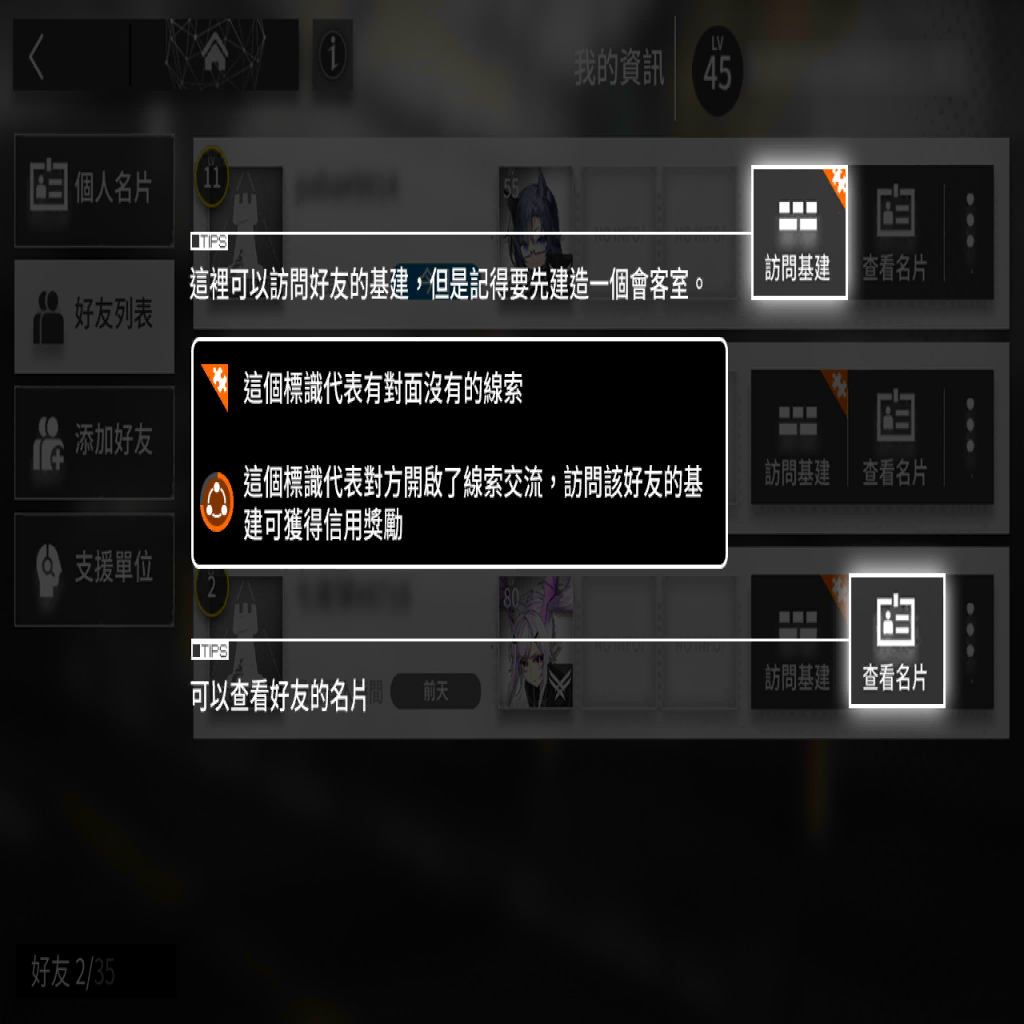 我的資訊
LV
45
個人名片
好友列表
添加好友
支援單位
LV
11
55
訪問基建
查看名片
TIPS
這裡可以訪問好友的基建，但是記得要先建造一個會客室。
這個標識代表有對面沒有的線索
這個標識代表對方開啟了線索交流，訪問該好友的基
建可獲得信用獎勵
訪問基建
查看名片
2
80
TIPS
可以查看好友的名片
間
前天
訪問基建
查看名片
好友 2/35